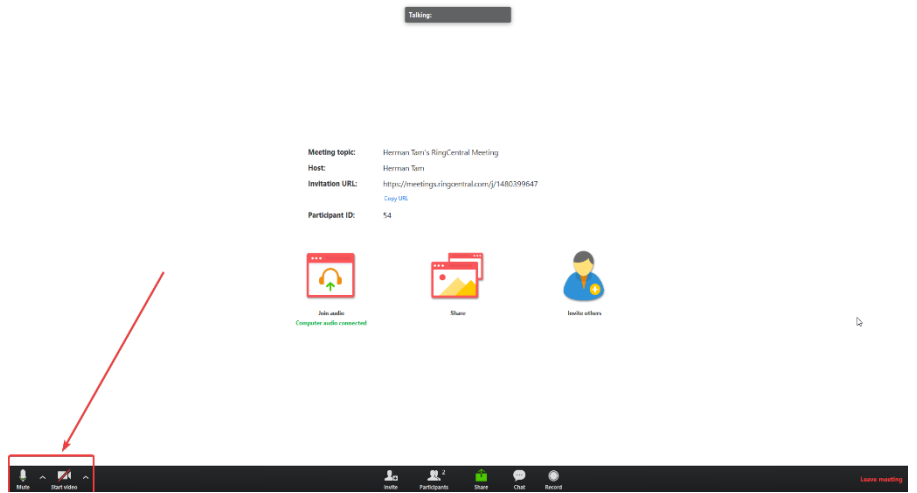 Talking:
Meeting topic: Herman Tam's RingCentral Meeting
Host: Herman Tam
Invitation URL: https://meetings.ringcentral.com/j/1480399647
Copy URL
Participant ID: 54
Join audio Share Invite others
Computer audio connected
Mute Start video Invite Participants 2 Share Chat Record Leave meeting